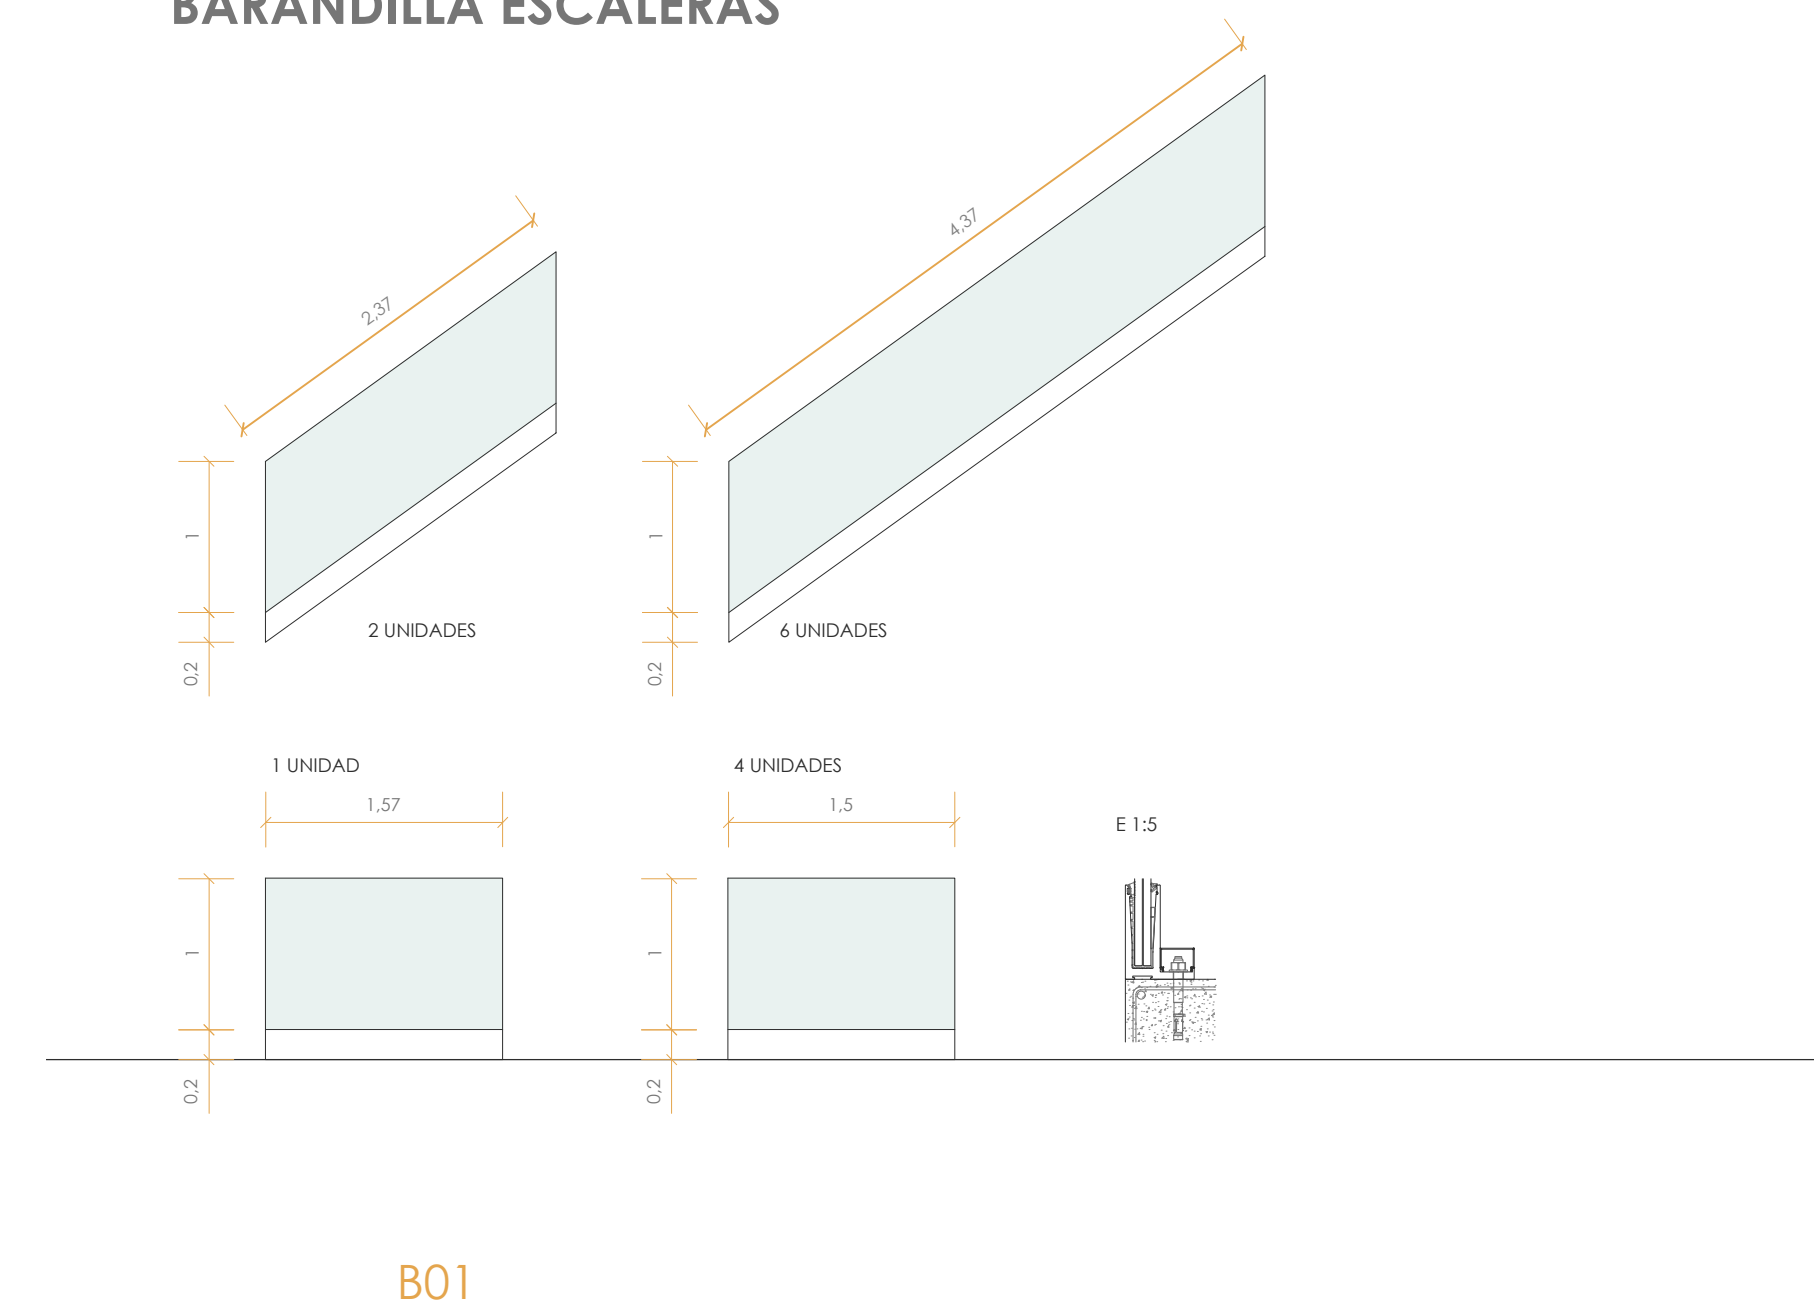 BARANDILLA ESCALERAS
4,37
2,37
1
1
2 UNIDADES
6 UNIDADES
0,2
0,2
1 UNIDAD
4 UNIDADES
1,57
1,5
E 1:5
1
1
0,2
0,2
B01